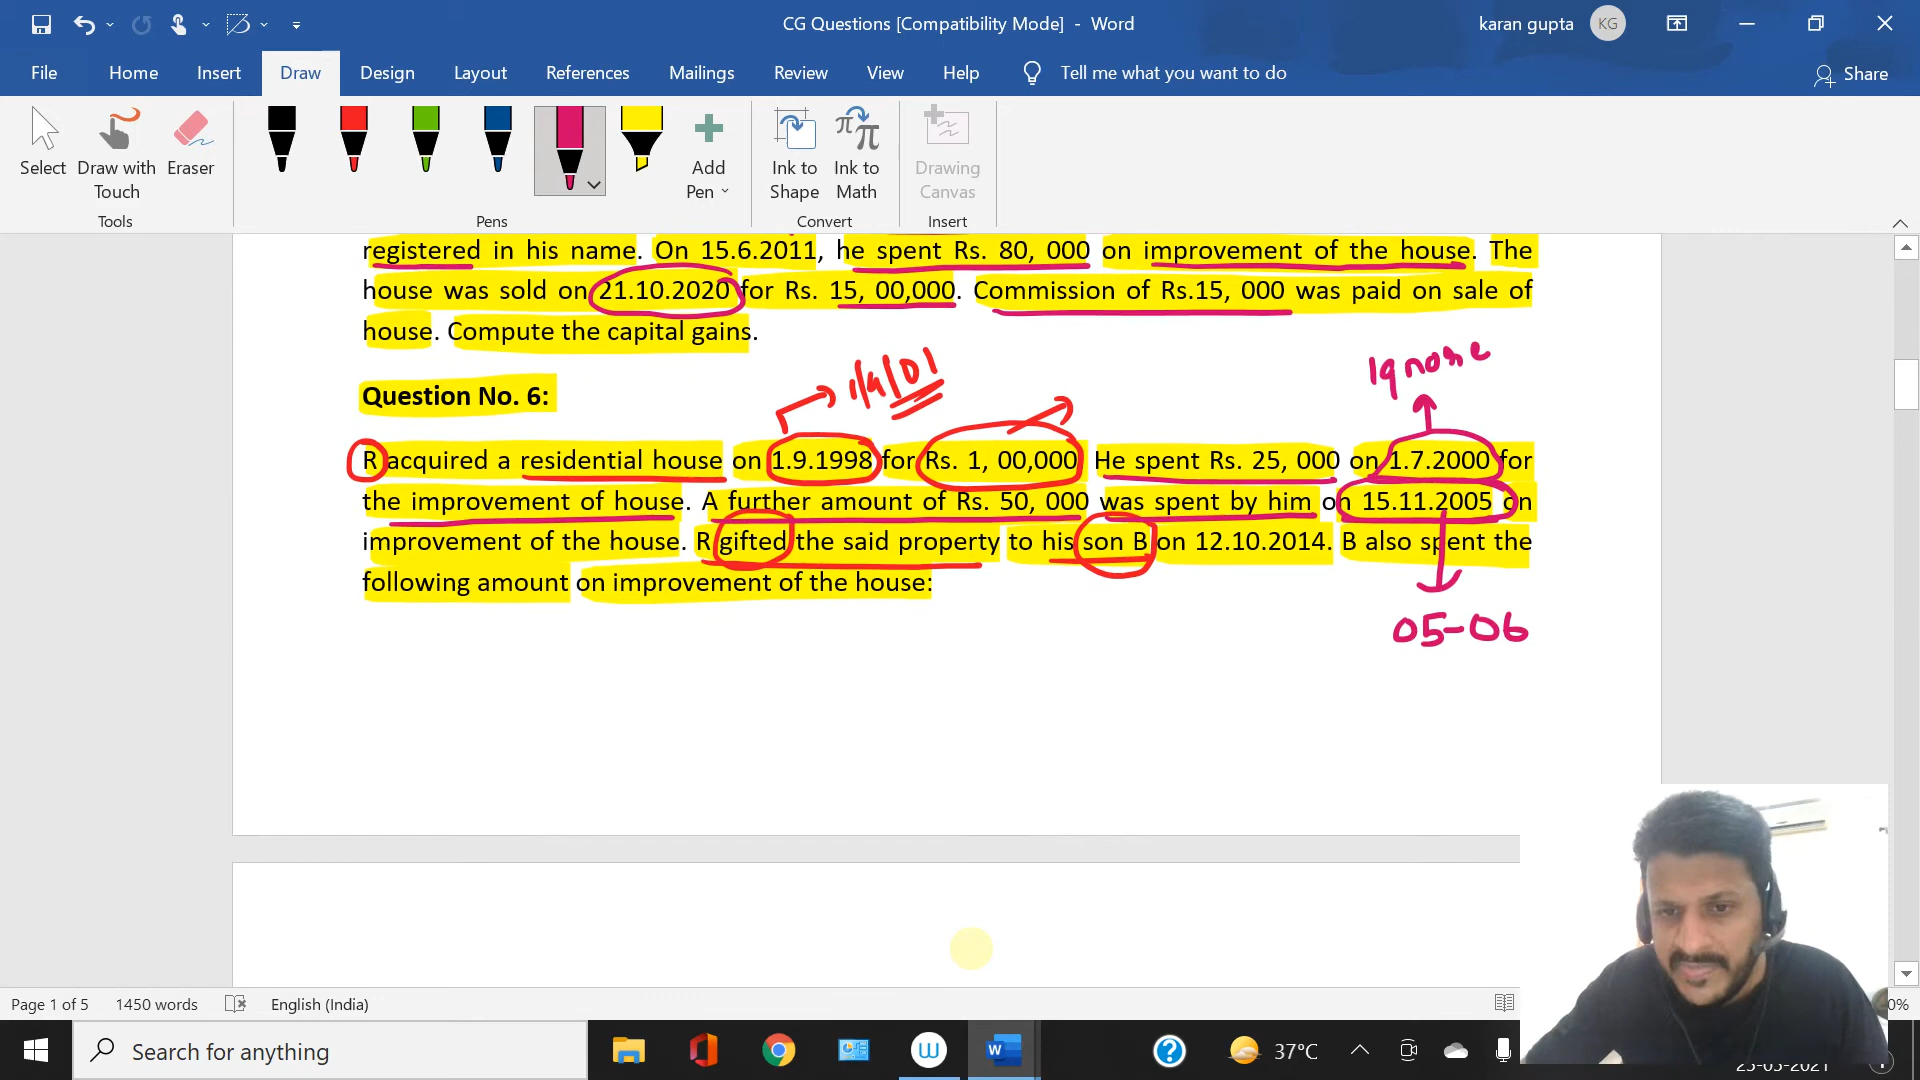 CG Questions [Compatibility Mode] - Word
karan gupta
KG
File Home Insert Draw Design Layout References Mailings Review View Help Tell me what you want to do Share
Select
Draw with Touch
Eraser
Add Pen
Ink to Shape
Ink to Math
Drawing Canvas
Tools Pens Convert Insert
registered in his name. On 15.6.2011, he spent Rs. 80, 000 on improvement of the house. The
house was sold on 21.10.2020 for Rs. 15, 00,000. Commission of Rs.15, 000 was paid on sale of
house. Compute the capital gains.
Ignore
1/4/01
Question No. 6:
R acquired a residential house on 1.9.1998 for Rs. 1, 00,000 He spent Rs. 25, 000 on 1.7.2000 for
the improvement of house. A further amount of Rs. 50, 000 was spent by him on 15.11.2005 on
improvement of the house. R gifted the said property to his son B on 12.10.2014. B also spent the
following amount on improvement of the house:
05-06
Page 1 of 5 1450 words English (India)
0%
Search for anything
37°C